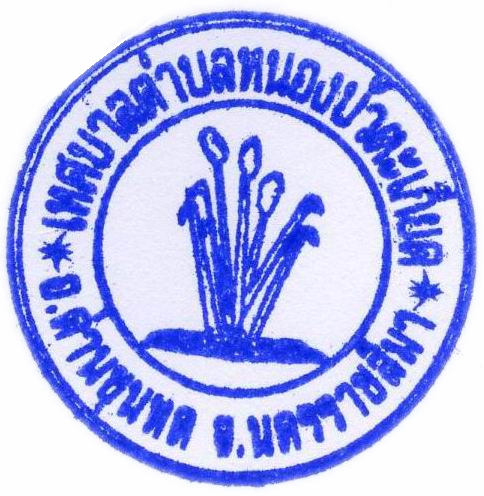 เทศบาลตำบลหนองบัวตะเกียด
อ.ด่านขุนทด จ.นครราชสีมา